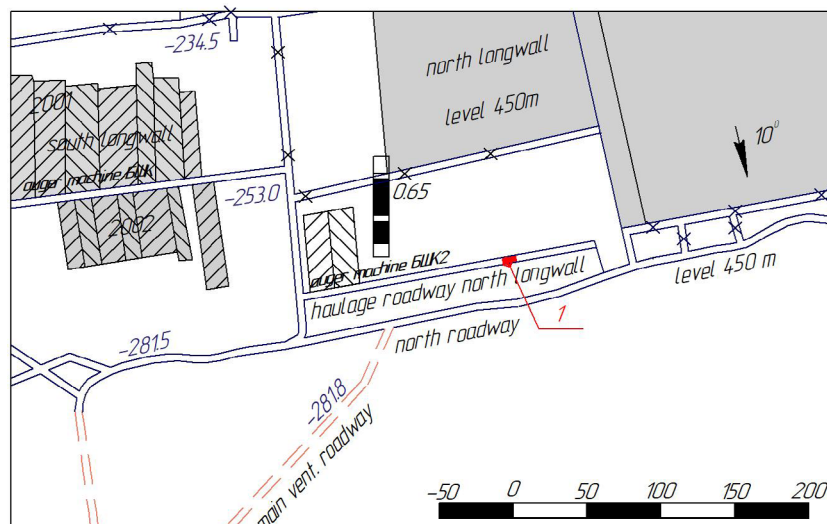 -234.5
north longwall
level 450m
2001
south longwall
10°
auger machine БШК
-253.0
0.65
2002
auger machine БШК2
haulage roadway north longwall
level 450 m
1
north roadway
-281.5
-281.8
main vent. roadway
-50 0 50 100 150 200